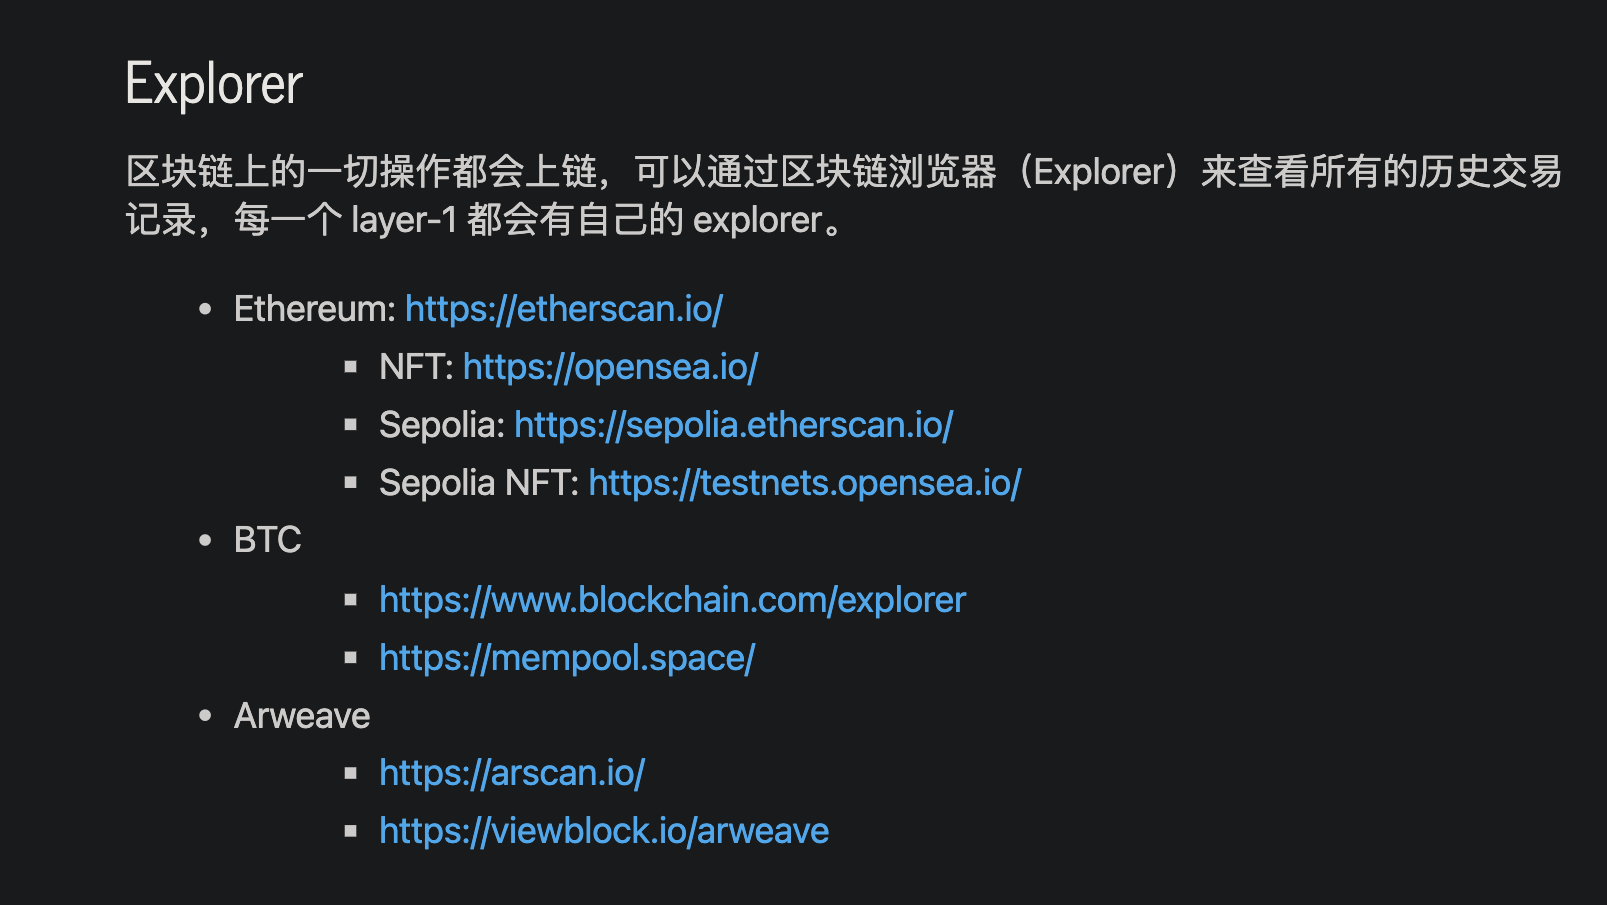 Explorer
区块链上的一切操作都会上链，可以通过区块链浏览器（Explorer）来查看所有的历史交易
记录，每一个 layer-1 都会有自己的 explorer。
Ethereum: https://etherscan.io/
NFT: https://opensea.io/
Sepolia: https://sepolia.etherscan.io/
Sepolia NFT: https://testnets.opensea.io/
BTC
https://www.blockchain.com/explorer
https://mempool.space/
Arweave
https://arscan.io/
https://viewblock.io/arweave